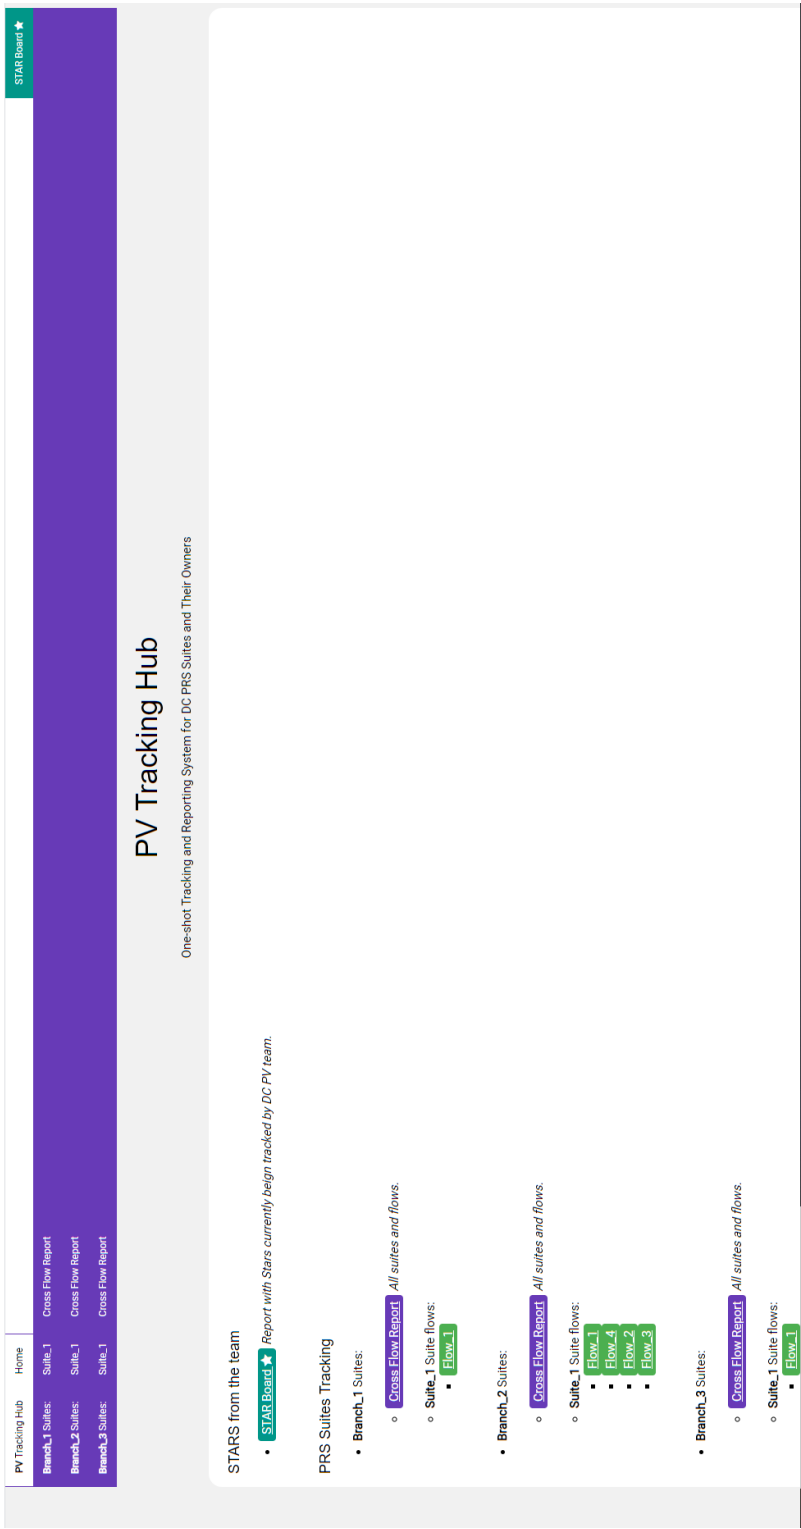 PV Tracking Hub Home STAR Board
Branch_1 Suites: Suite_1 Cross Flow Report
Branch_2 Suites: Suite_1 Cross Flow Report
Branch_3 Suites: Suite_1 Cross Flow Report
PV Tracking Hub
One-shot Tracking and Reporting System for DC PRS Suites and Their Owners
STARS from the team
STAR Board Report with Stars currently beign tracked by DC PV team.
PRS Suites Tracking
Branch_1 Suites:
Cross Flow Report All suites and flows.
Suite_1 Suite flows:
Flow_1
Branch_2 Suites:
Cross Flow Report All suites and flows.
Suite_1 Suite flows:
Flow_1
Flow_4
Flow_2
Flow_3
Branch_3 Suites:
Cross Flow Report All suites and flows.
Suite_1 Suite flows:
Flow_1